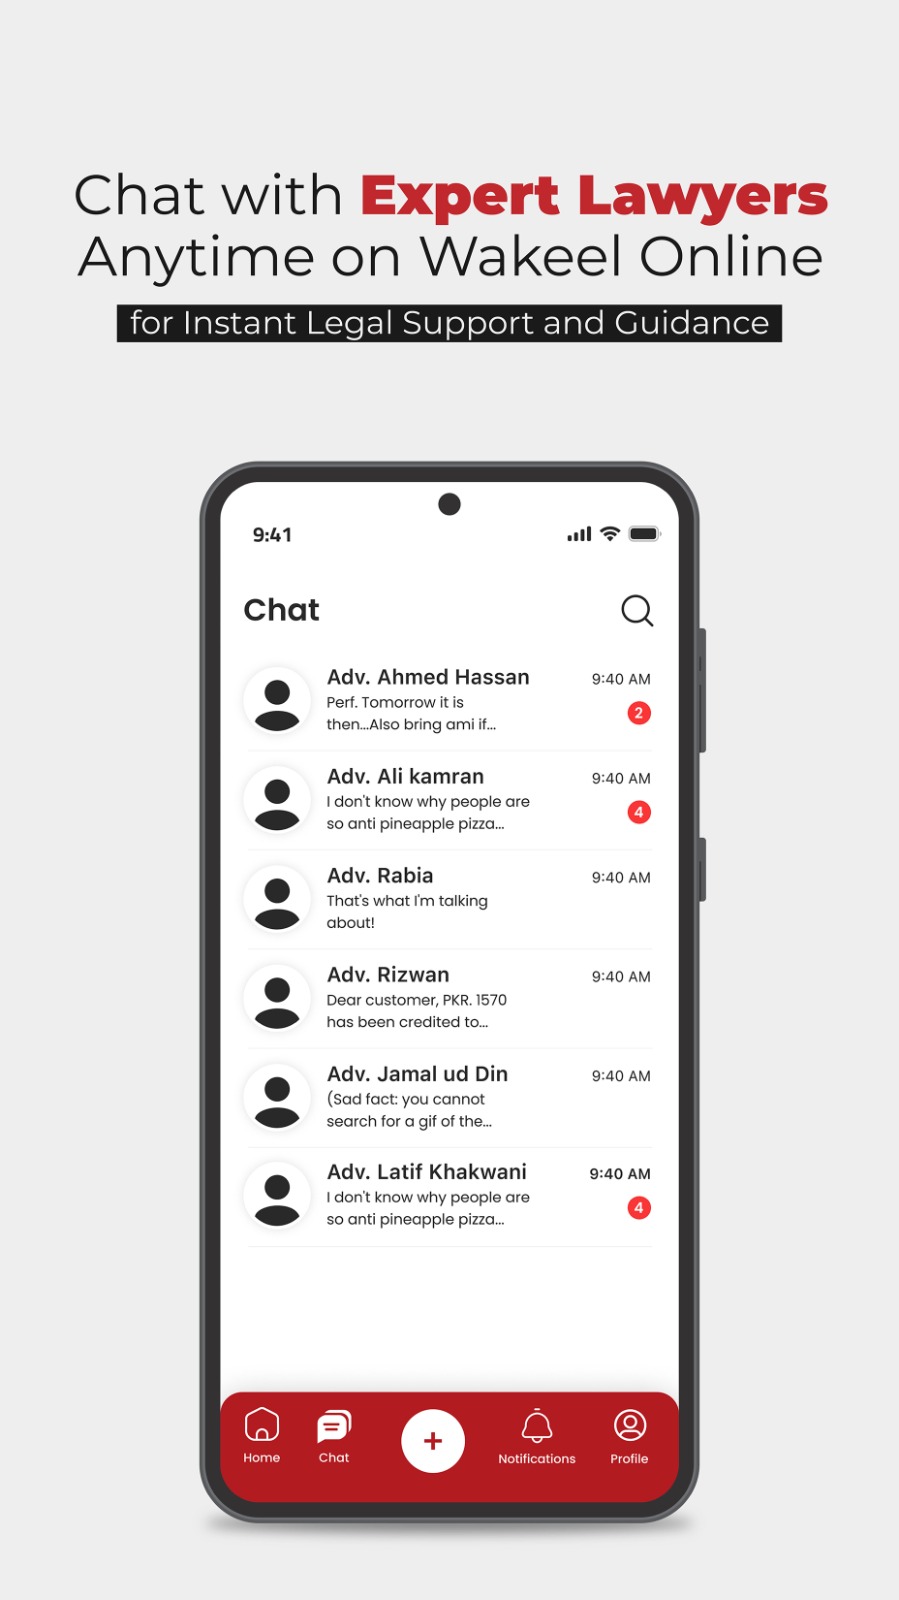 Chat with Expert Lawyers
Anytime on Wakeel Online
for Instant Legal Support and Guidance
9:41
Chat
Adv. Ahmed Hassan 9:40 AM
Perf. Tomorrow it is
then...Also bring ami if... 2
Adv. Ali kamran 9:40 AM
I don't know why people are
so anti pineapple pizza... 4
Adv. Rabia 9:40 AM
That's what I'm talking
about!
Adv. Rizwan 9:40 AM
Dear customer, PKR. 1570
has been credited to...
Adv. Jamal ud Din 9:40 AM
(Sad fact: you cannot
search for a gif of the...
Adv. Latif Khakwani 9:40 AM
I don't know why people are
so anti pineapple pizza... 4
Home Chat + Notifications Profile